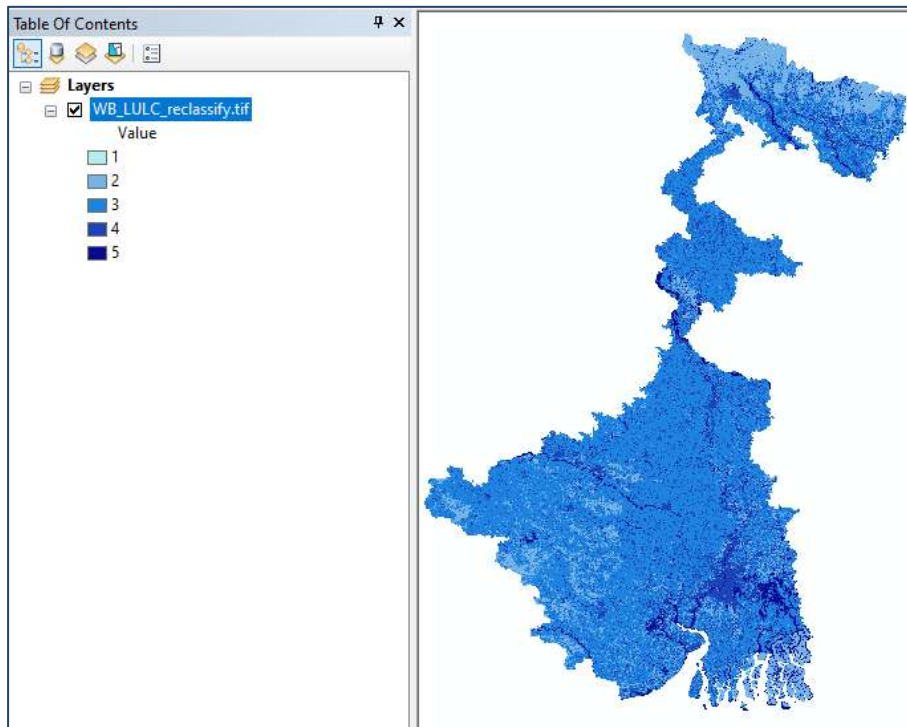 Table Of Contents
Layers
WB_LULC_reclassify.tif
Value
1
2
3
4
5